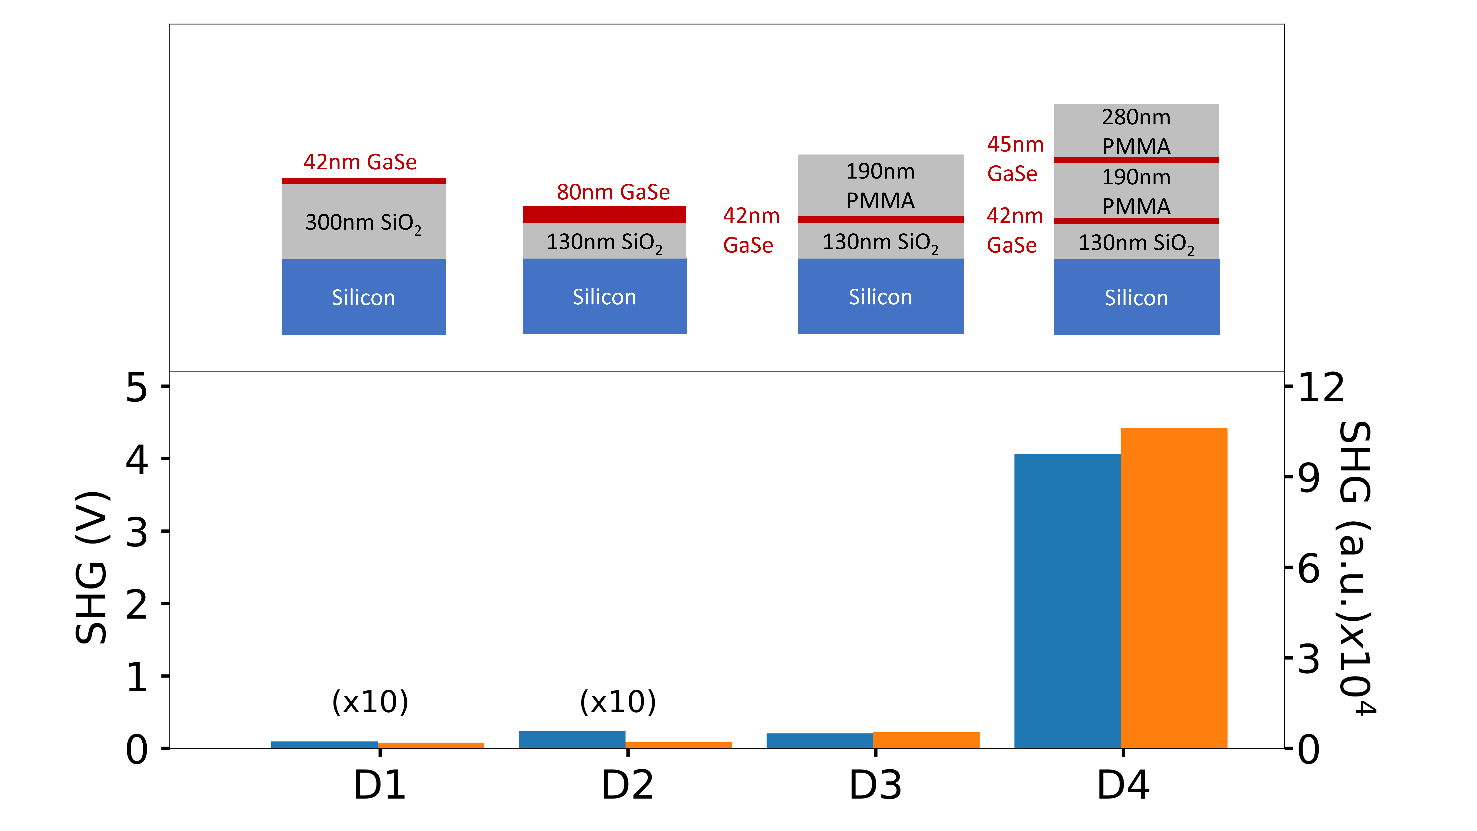 42nm GaSe
300nm SiO₂
Silicon
80nm GaSe
130nm SiO₂
Silicon
190nm
PMMA
42nm
GaSe
130nm SiO₂
Silicon
280nm
PMMA
45nm
GaSe
190nm
PMMA
42nm
GaSe
130nm SiO₂
Silicon
SHG (V)
5
4
3
2
1
0
(x10)
(x10)
D1
D2
D3
D4
12
9
6
3
0
SHG (a.u.)x10⁴